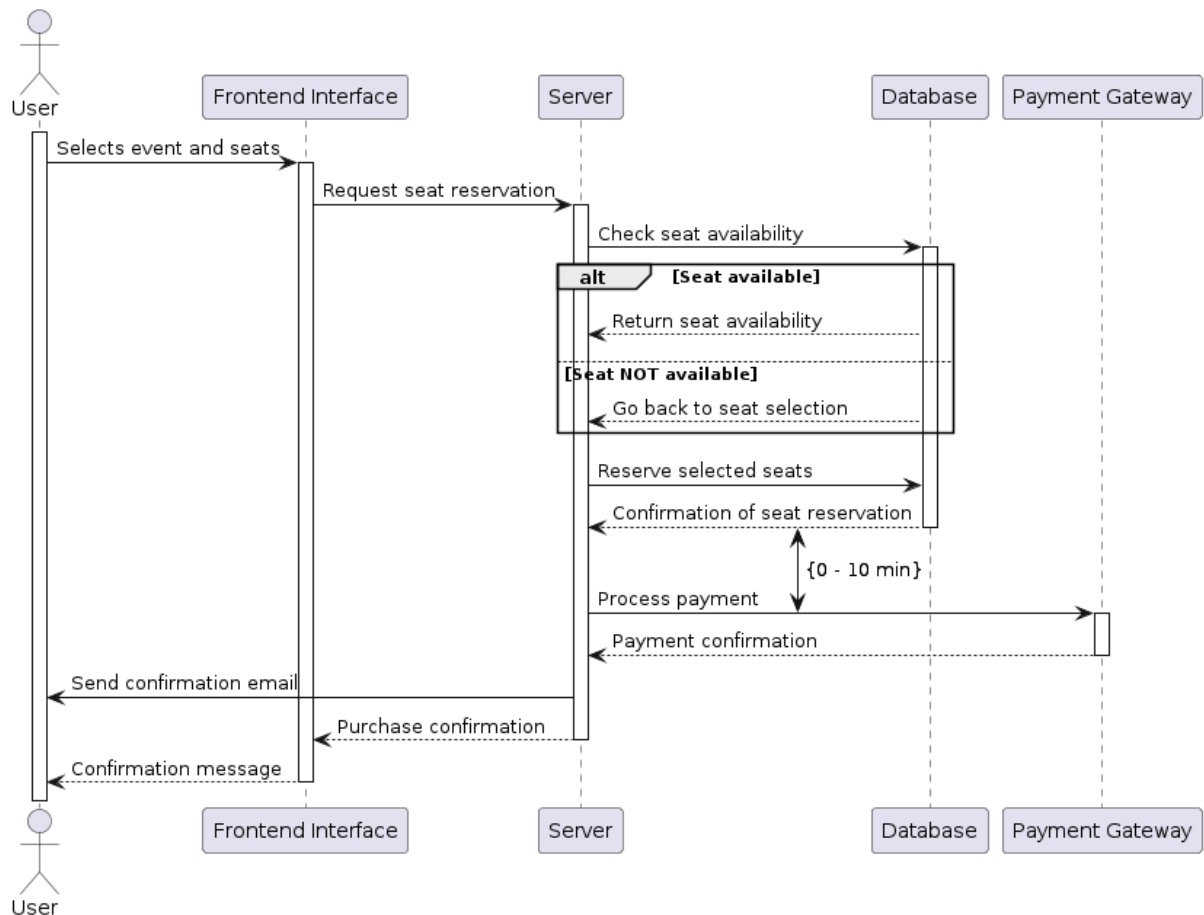 User
Frontend Interface
Server
Database
Payment Gateway
Selects event and seats
Request seat reservation
Check seat availability
alt
[Seat available]
Return seat availability
[Seat NOT available]
Go back to seat selection
Reserve selected seats
Confirmation of seat reservation
{0 - 10 min}
Process payment
Payment confirmation
Send confirmation email
Purchase confirmation
Confirmation message
User
Frontend Interface
Server
Database
Payment Gateway